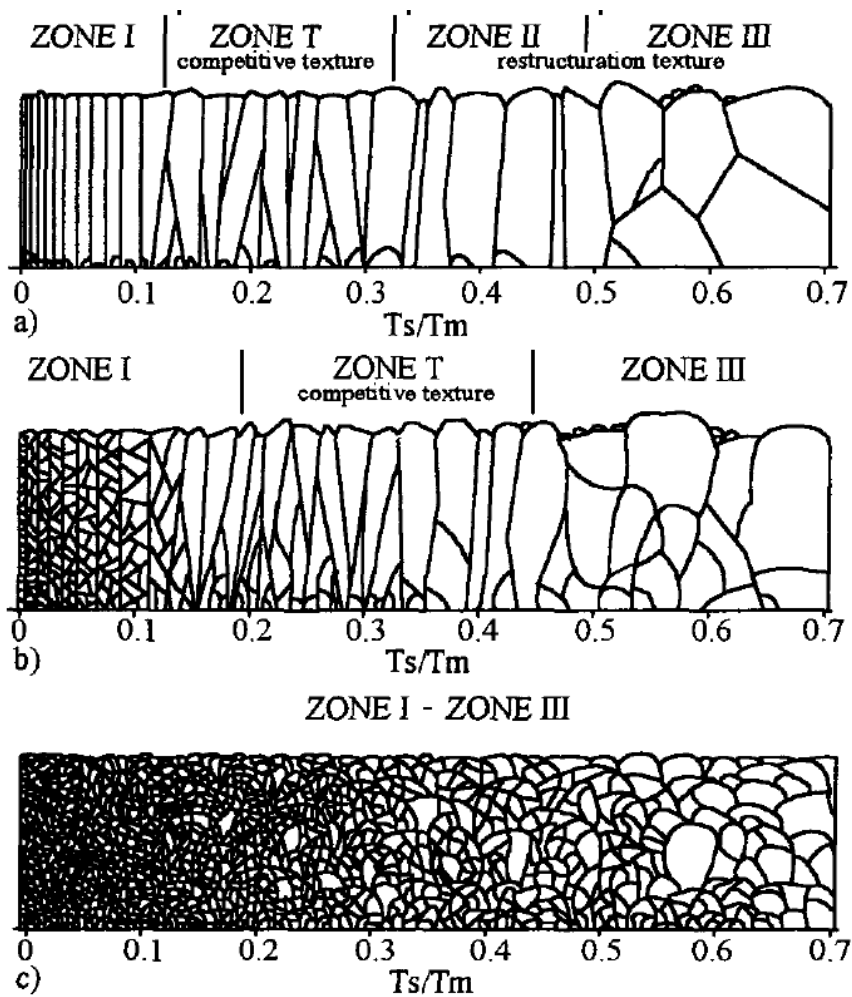 ZONE I ZONE T ZONE II ZONE III
competitive texture restructuration texture
0 0.1 0.2 0.3 0.4 0.5 0.6 0.7
a) Ts/Tm
ZONE I ZONE T ZONE III
competitive texture
0 0.1 0.2 0.3 0.4 0.5 0.6 0.7
b) Ts/Tm
ZONE I - ZONE III
0 0.1 0.2 0.3 0.4 0.5 0.6 0.7
c) Ts/Tm